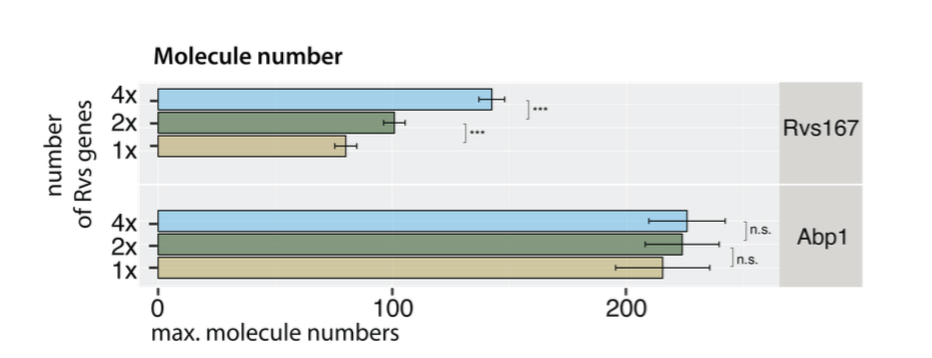 Molecule number
number
of Rvs genes
4x
2x
1x
***
***
Rvs167
4x
2x
1x
n.s.
n.s.
Abp1
0 100 200
max. molecule numbers